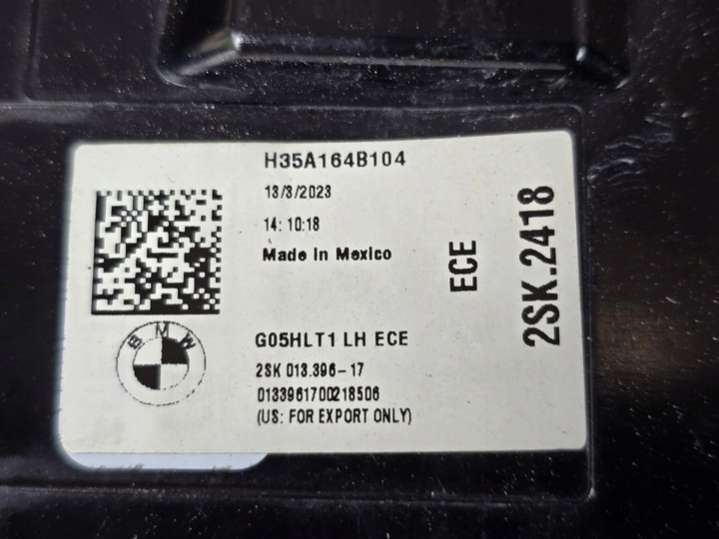 H35A164B104
13/3/2023
14: 10:18
Made in Mexico
ECE
2SK.2418
BMW
G05HLT1 LH ECE
2SK 013.396-17
0133961700218506
(US: FOR EXPORT ONLY)